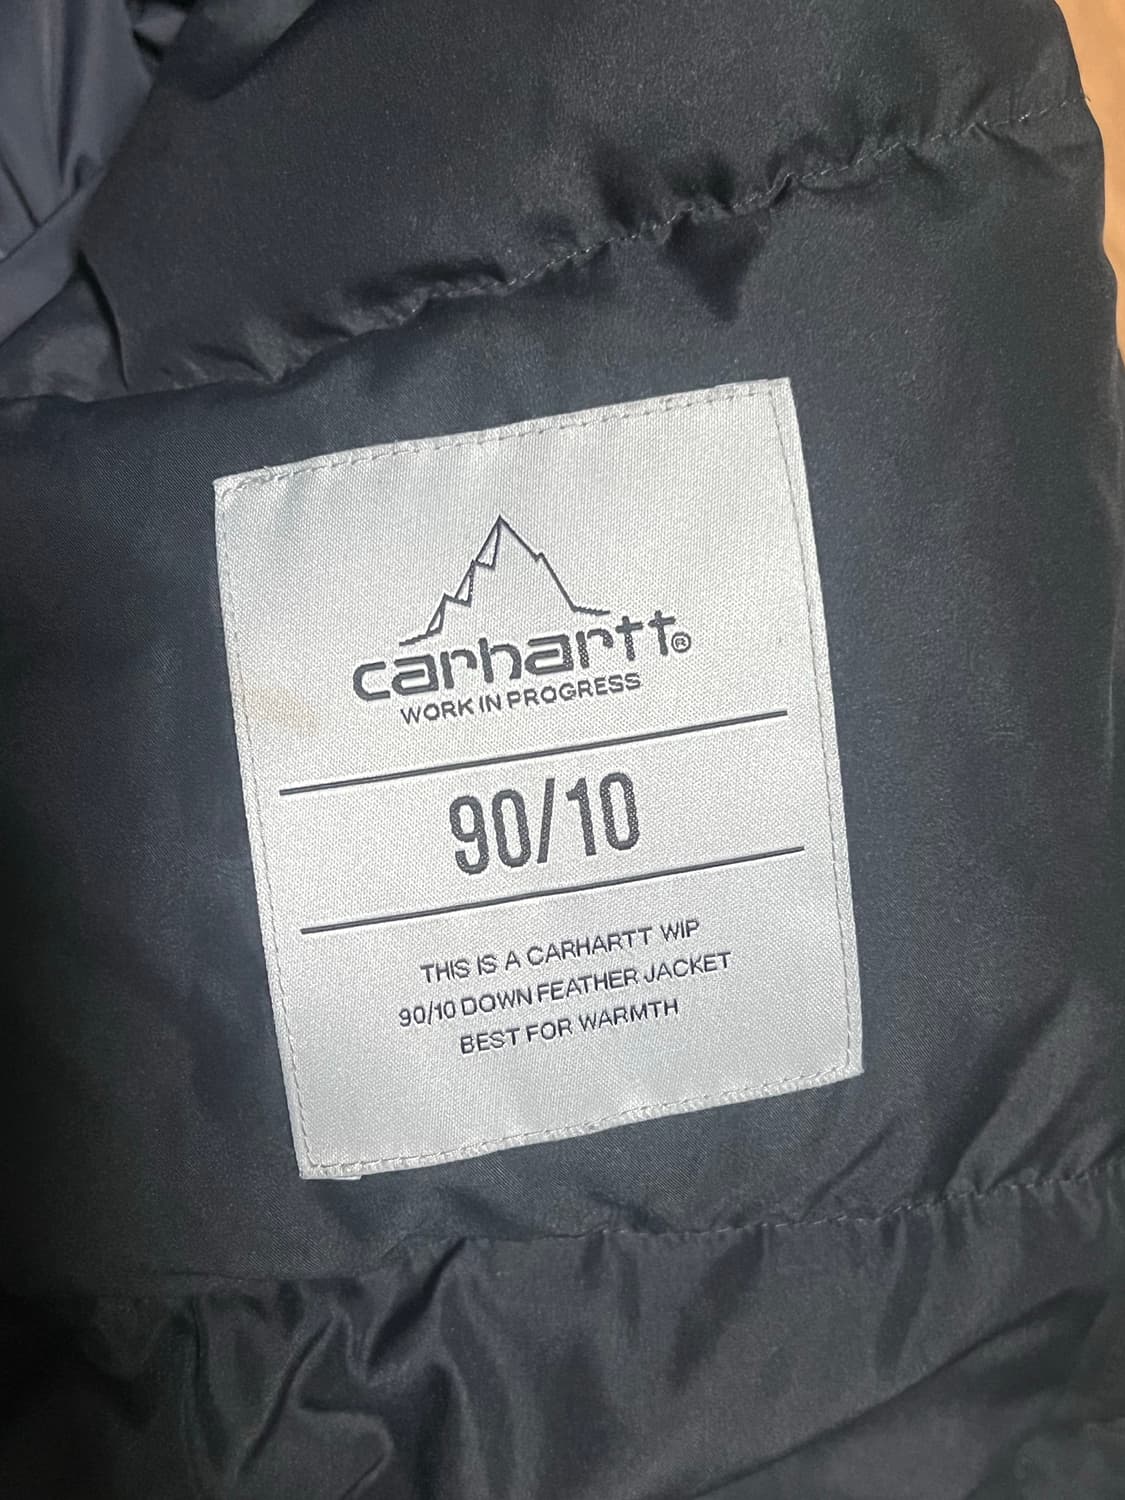 carhartt®
WORK IN PROGRESS
90/10
THIS IS A CARHARTT WIP
90/10 DOWN FEATHER JACKET
BEST FOR WARMTH